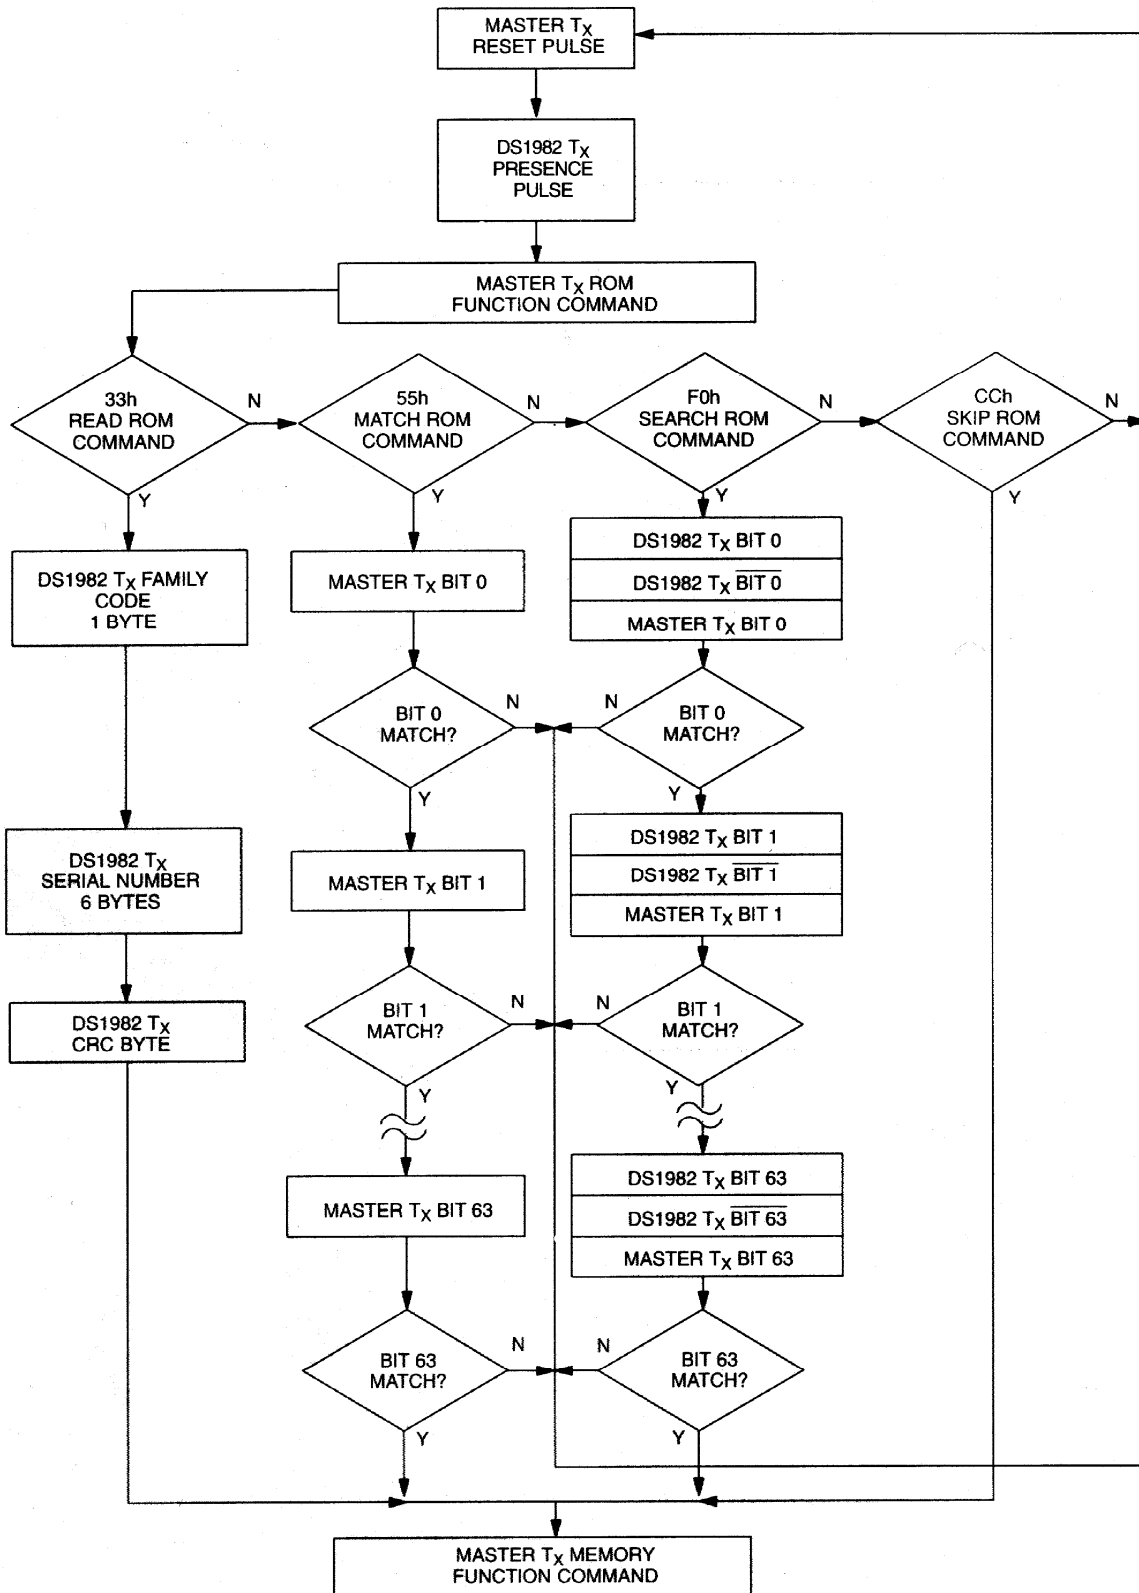 MASTER TX
RESET PULSE
DS1982 TX
PRESENCE
PULSE
MASTER TX ROM
FUNCTION COMMAND
33h
READ ROM
COMMAND
N
Y
55h
MATCH ROM
COMMAND
N
Y
F0h
SEARCH ROM
COMMAND
N
Y
CCh
SKIP ROM
COMMAND
N
Y
DS1982 TX FAMILY
CODE
1 BYTE
MASTER TX BIT 0
DS1982 TX BIT 0
DS1982 TX BIT 0
MASTER TX BIT 0
BIT 0
MATCH?
N
Y
N
BIT 0
MATCH?
Y
DS1982 TX
SERIAL NUMBER
6 BYTES
MASTER TX BIT 1
DS1982 TX BIT 1
DS1982 TX BIT 1
MASTER TX BIT 1
DS1982 TX
CRC BYTE
BIT 1
MATCH?
N
Y
N
BIT 1
MATCH?
Y
MASTER TX BIT 63
DS1982 TX BIT 63
DS1982 TX BIT 63
MASTER TX BIT 63
BIT 63
MATCH?
N
Y
N
BIT 63
MATCH?
Y
MASTER TX MEMORY
FUNCTION COMMAND